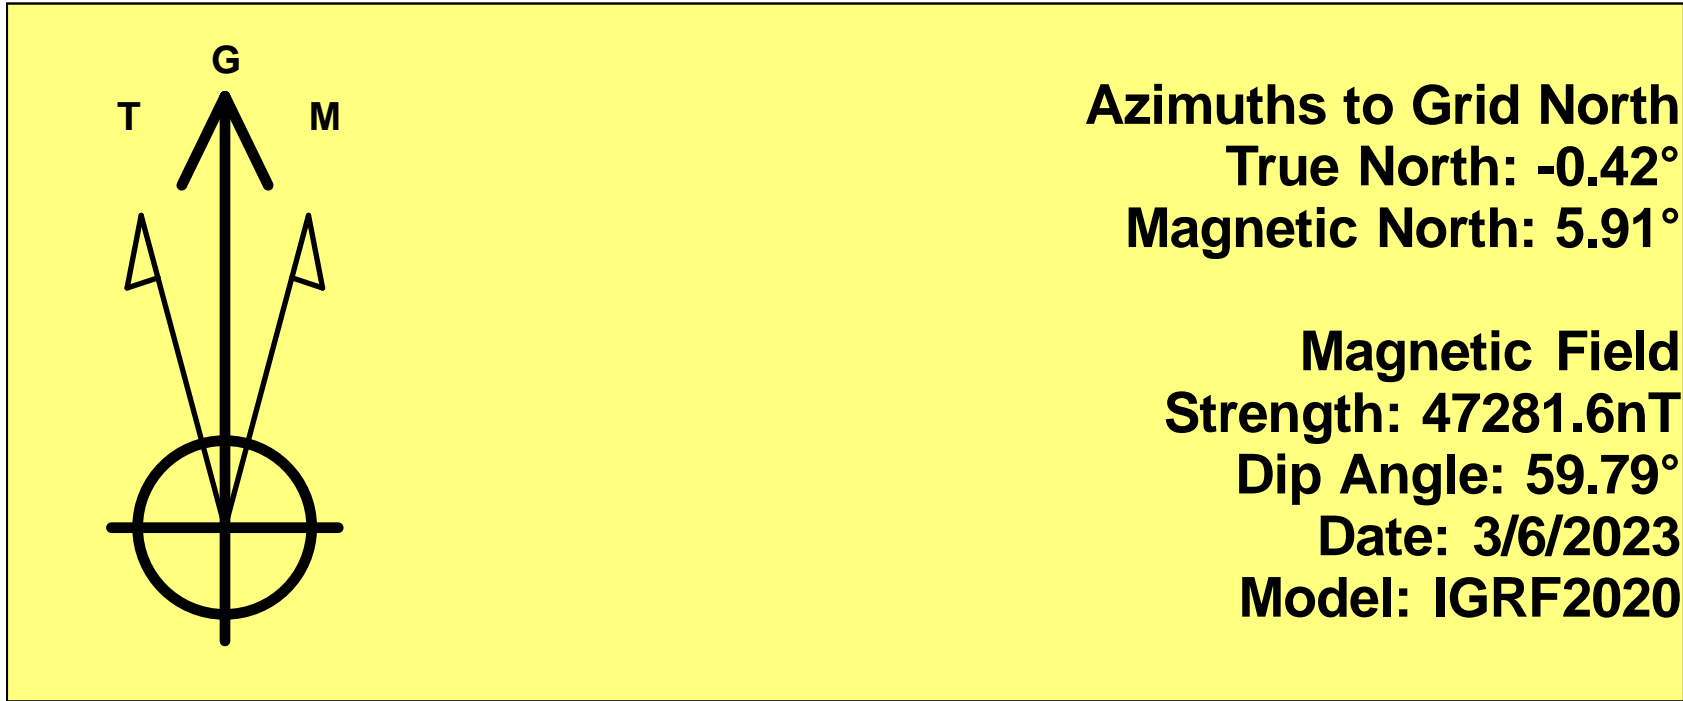 G
T M
Azimuths to Grid North
True North: -0.42°
Magnetic North: 5.91°
Magnetic Field
Strength: 47281.6nT
Dip Angle: 59.79°
Date: 3/6/2023
Model: IGRF2020